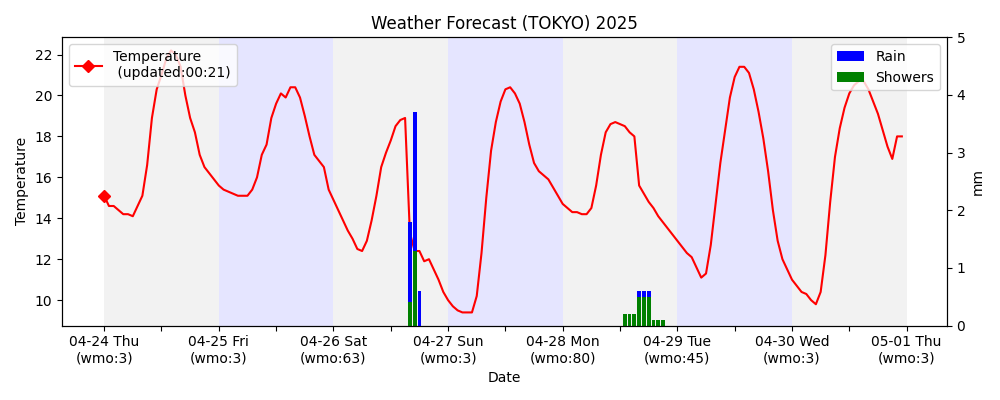 Weather Forecast (TOKYO) 2025
Temperature
(updated:00:21)
Rain
Showers
22
20
18
16
14
12
10
Temperature
5
4
3
2
1
0
mm
04-24 Thu
(wmo:3)
04-25 Fri
(wmo:3)
04-26 Sat
(wmo:63)
04-27 Sun
(wmo:3)
04-28 Mon
(wmo:80)
04-29 Tue
(wmo:45)
04-30 Wed
(wmo:3)
05-01 Thu
(wmo:3)
Date